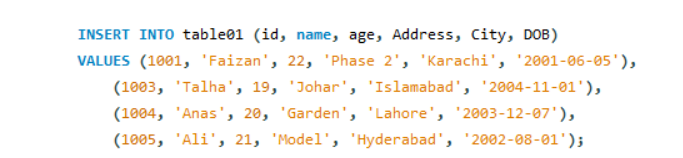 INSERT INTO table01 (id, name, age, Address, City, DOB)
VALUES (1001, 'Faizan', 22, 'Phase 2', 'Karachi', '2001-06-05'),
(1003, 'Talha', 19, 'Johar', 'Islamabad', '2004-11-01'),
(1004, 'Anas', 20, 'Garden', 'Lahore', '2003-12-07'),
(1005, 'Ali', 21, 'Model', 'Hyderabad', '2002-08-01');